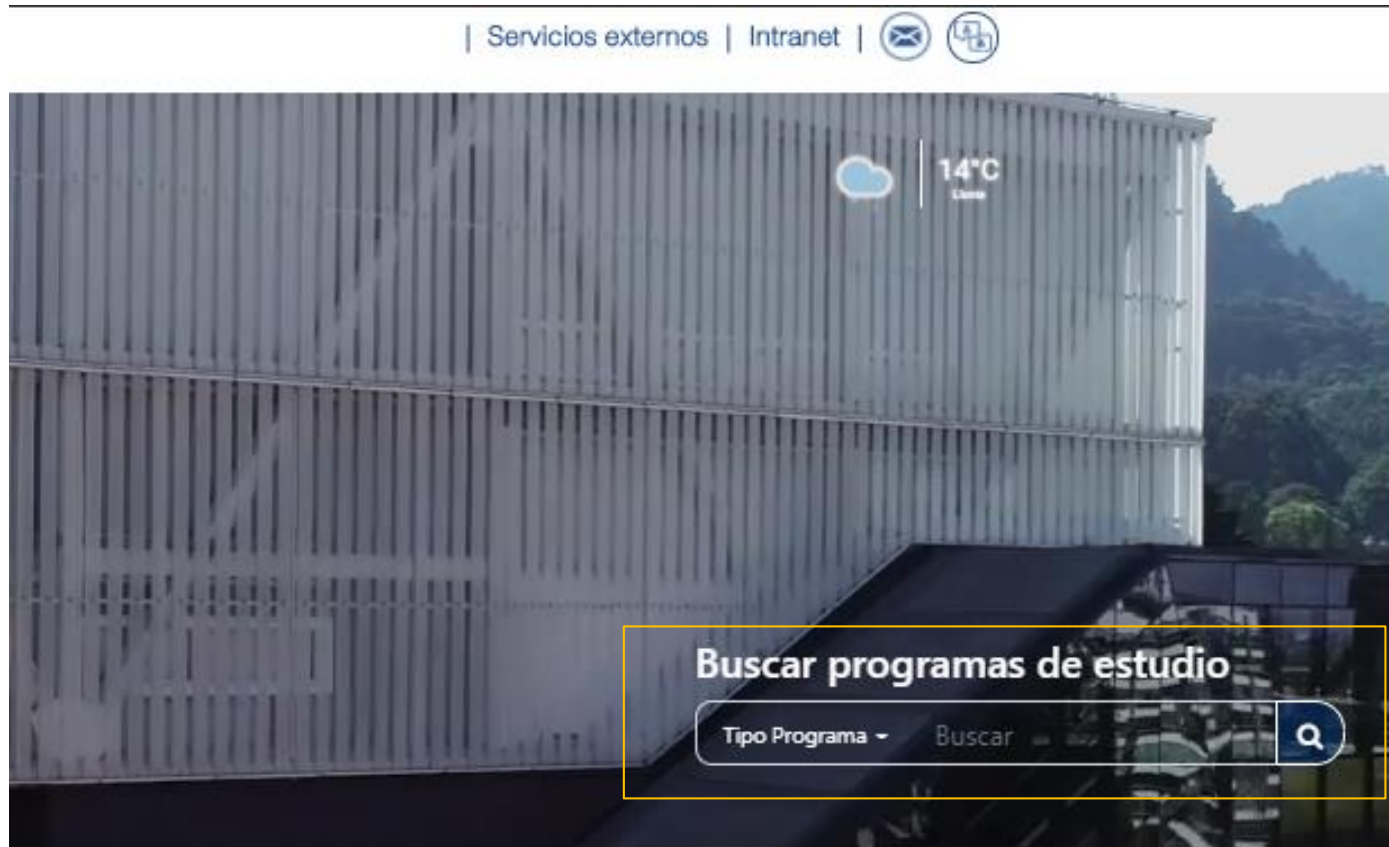 | Servicios externos | Intranet |
14°C
Buscar programas de estudio
Tipo Programa Buscar